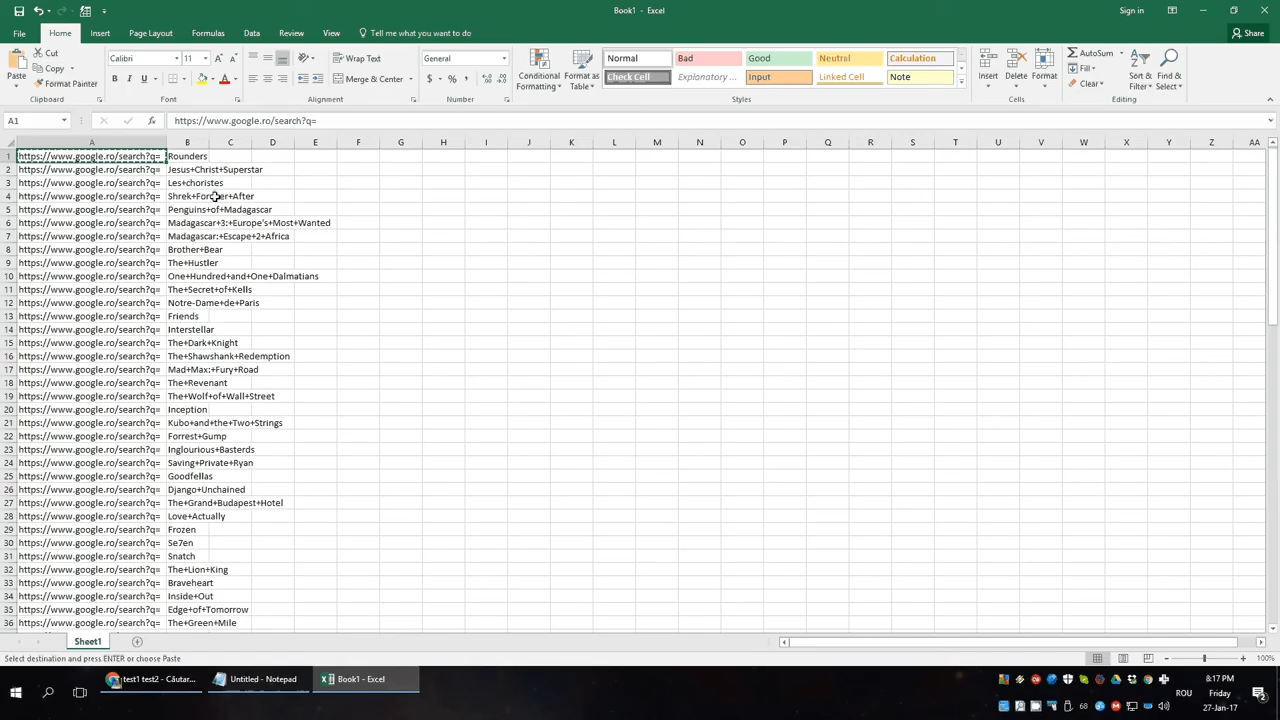 Book1 - Excel
Sign in
File Home Insert Page Layout Formulas Data Review View Tell me what you want to do Share
Paste
Cut
Copy
Format Painter
Clipboard
Calibri 11
B I U A
Font
Wrap Text
Merge & Center
Alignment
General
$ % ,
Number
Conditional Formatting
Format as Table
Normal Bad Good Neutral Calculation
Check Cell Explanatory ... Input Linked Cell Note
Styles
Insert Delete Format
Cells
AutoSum
Fill
Clear
Sort & Filter
Find & Select
Editing
A1 fx https://www.google.ro/search?q=
A B C D E F G H I J K L M N O P Q R S T U V W X Y Z AA
1 https://www.google.ro/search?q= Rounders
2 https://www.google.ro/search?q= Jesus+Christ+Superstar
3 https://www.google.ro/search?q= Les+choristes
4 https://www.google.ro/search?q= Shrek+Forever+After
5 https://www.google.ro/search?q= Penguins+of+Madagascar
6 https://www.google.ro/search?q= Madagascar+3:+Europe's+Most+Wanted
7 https://www.google.ro/search?q= Madagascar:+Escape+2+Africa
8 https://www.google.ro/search?q= Brother+Bear
9 https://www.google.ro/search?q= The+Hustler
10 https://www.google.ro/search?q= One+Hundred+and+One+Dalmatians
11 https://www.google.ro/search?q= The+Secret+of+Kells
12 https://www.google.ro/search?q= Notre-Dame+de+Paris
13 https://www.google.ro/search?q= Friends
14 https://www.google.ro/search?q= Interstellar
15 https://www.google.ro/search?q= The+Dark+Knight
16 https://www.google.ro/search?q= The+Shawshank+Redemption
17 https://www.google.ro/search?q= Mad+Max:+Fury+Road
18 https://www.google.ro/search?q= The+Revenant
19 https://www.google.ro/search?q= The+Wolf+of+Wall+Street
20 https://www.google.ro/search?q= Inception
21 https://www.google.ro/search?q= Kubo+and+the+Two+Strings
22 https://www.google.ro/search?q= Forrest+Gump
23 https://www.google.ro/search?q= Inglourious+Basterds
24 https://www.google.ro/search?q= Saving+Private+Ryan
25 https://www.google.ro/search?q= Goodfellas
26 https://www.google.ro/search?q= Django+Unchained
27 https://www.google.ro/search?q= The+Grand+Budapest+Hotel
28 https://www.google.ro/search?q= Love+Actually
29 https://www.google.ro/search?q= Frozen
30 https://www.google.ro/search?q= Se7en
31 https://www.google.ro/search?q= Snatch
32 https://www.google.ro/search?q= The+Lion+King
33 https://www.google.ro/search?q= Braveheart
34 https://www.google.ro/search?q= Inside+Out
35 https://www.google.ro/search?q= Edge+of+Tomorrow
36 https://www.google.ro/search?q= The+Green+Mile
Sheet1
Select destination and press ENTER or choose Paste
100%
test1 test2 - Căutar...
Untitled - Notepad
Book1 - Excel
68
ROU
8:17 PM
Friday
27-Jan-17
2